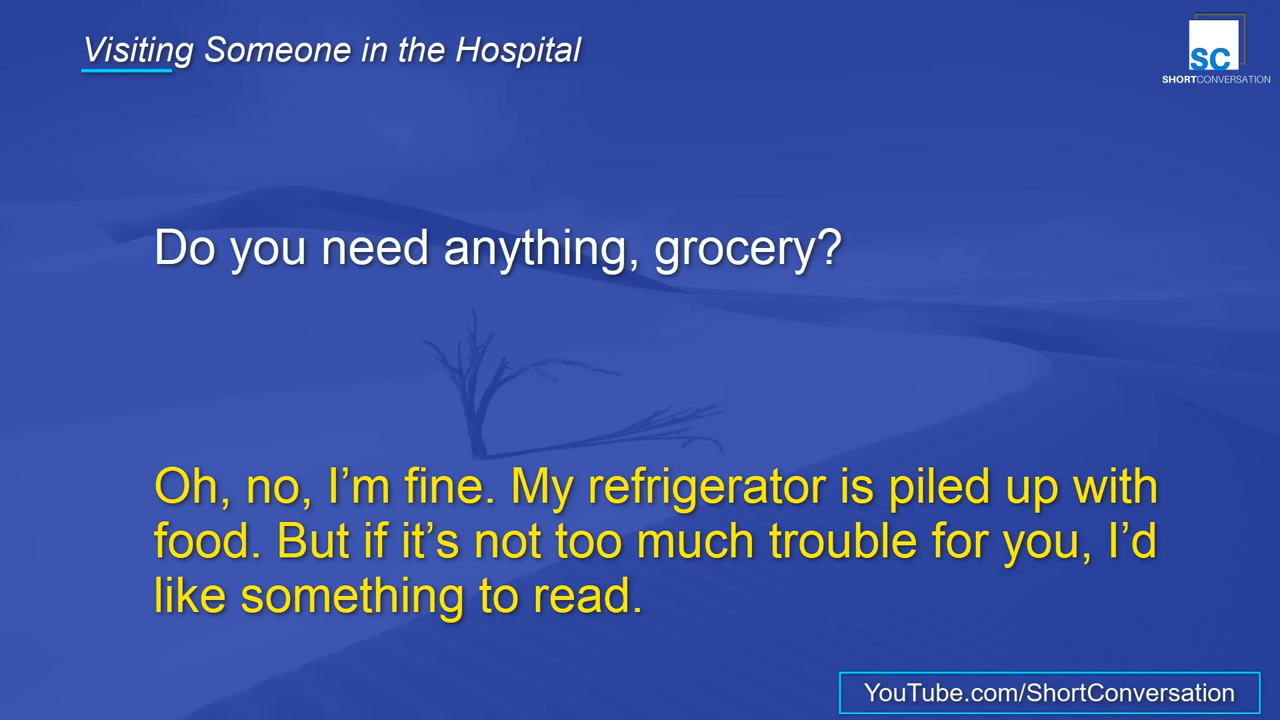 Visiting Someone in the Hospital
SC
SHORTCONVERSATION
Do you need anything, grocery?
Oh, no, I’m fine. My refrigerator is piled up with
food. But if it’s not too much trouble for you, I’d
like something to read.
YouTube.com/ShortConversation